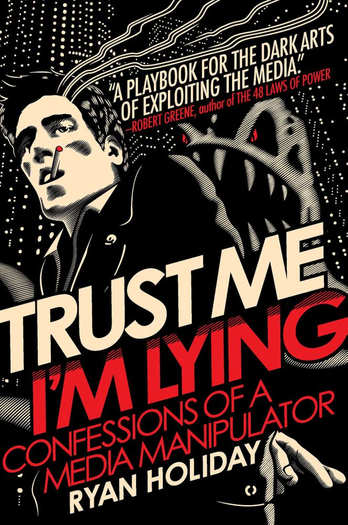 "A PLAYBOOK FOR THE DARK ARTS
OF EXPLOITING THE MEDIA."
—ROBERT GREENE, author of THE 48 LAWS OF POWER
TRUST ME
I'M LYING
CONFESSIONS OF A
MEDIA MANIPULATOR
RYAN HOLIDAY